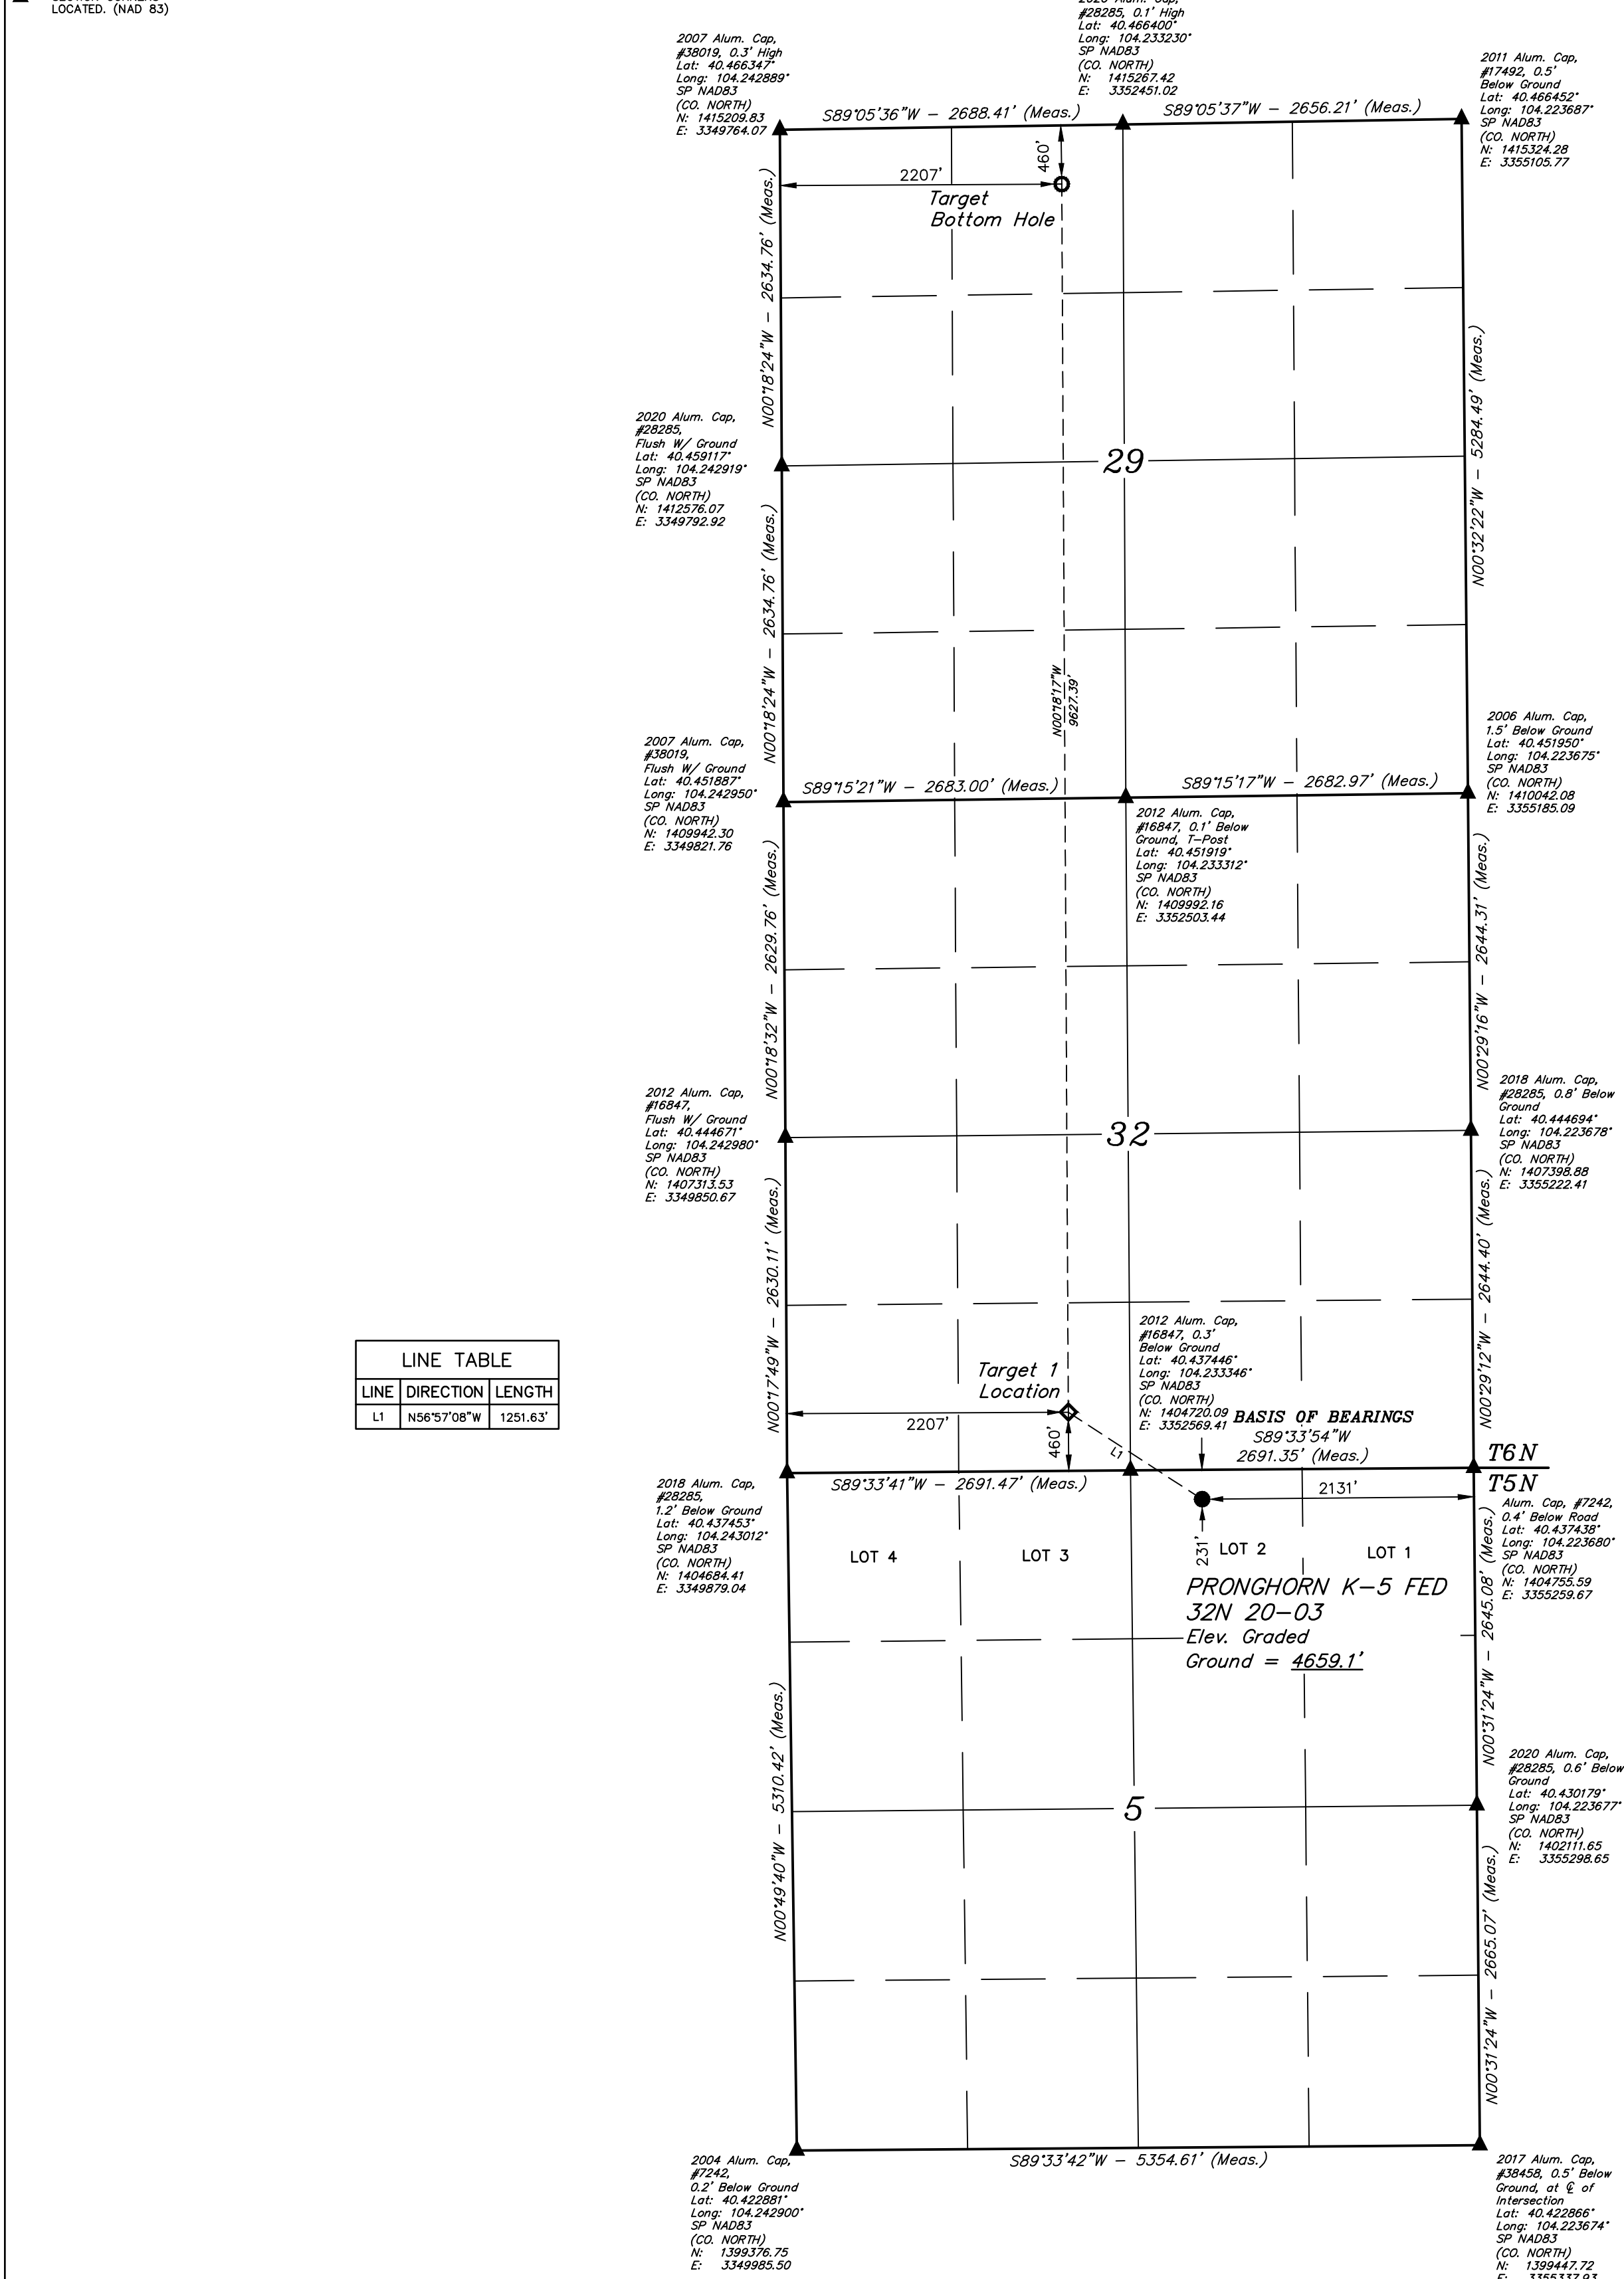 LOCATED. (NAD 83)
#28285, 0.1' High
Lat: 40.466400°
Long: 104.233230°
SP NAD83
(CO. NORTH)
N: 1415267.42
E: 3352451.02
2007 Alum. Cap,
#38019, 0.3' High
Lat: 40.466347°
Long: 104.242889°
SP NAD83
(CO. NORTH)
N: 1415209.83
E: 3349764.07
2011 Alum. Cap,
#17492, 0.5'
Below Ground
Lat: 40.466452°
Long: 104.223687°
SP NAD83
(CO. NORTH)
N: 1415324.28
E: 3355105.77
S89°05'36"W - 2688.41' (Meas.)
S89°05'37"W - 2656.21' (Meas.)
460'
2207'
Target
Bottom Hole
N00°18'24"W - 2634.76' (Meas.)
N00°32'22"W - 5284.49' (Meas.)
2020 Alum. Cap,
#28285,
Flush W/ Ground
Lat: 40.459117°
Long: 104.242919°
SP NAD83
(CO. NORTH)
N: 1412576.07
E: 3349792.92
29
N00°18'24"W - 2634.76' (Meas.)
N00°18'17"W
9627.39'
2007 Alum. Cap,
#38019,
Flush W/ Ground
Lat: 40.451887°
Long: 104.242950°
SP NAD83
(CO. NORTH)
N: 1409942.30
E: 3349821.76
2006 Alum. Cap,
1.5' Below Ground
Lat: 40.451950°
Long: 104.223675°
SP NAD83
(CO. NORTH)
N: 1410042.08
E: 3355185.09
S89°15'21"W - 2683.00' (Meas.)
S89°15'17"W - 2682.97' (Meas.)
2012 Alum. Cap,
#16847, 0.1' Below
Ground, T-Post
Lat: 40.451919°
Long: 104.233312°
SP NAD83
(CO. NORTH)
N: 1409992.16
E: 3352503.44
N00°18'32"W - 2629.76' (Meas.)
N00°29'16"W - 2644.31' (Meas.)
2012 Alum. Cap,
#16847,
Flush W/ Ground
Lat: 40.444671°
Long: 104.242980°
SP NAD83
(CO. NORTH)
N: 1407313.53
E: 3349850.67
32
2018 Alum. Cap,
#28285, 0.8' Below
Ground
Lat: 40.444694°
Long: 104.223678°
SP NAD83
(CO. NORTH)
N: 1407398.88
E: 3355222.41
N00°17'49"W - 2630.11' (Meas.)
N00°29'12"W - 2644.40' (Meas.)
LINE TABLE
LINE DIRECTION LENGTH
L1 N56°57'08"W 1251.63'
2012 Alum. Cap,
#16847, 0.3'
Below Ground
Lat: 40.437446°
Long: 104.233346°
SP NAD83
(CO. NORTH)
N: 1404720.09
E: 3352569.41
Target 1
Location
2207'
460'
L1
BASIS OF BEARINGS
S89°33'54"W
2691.35' (Meas.)
T6N
T5N
S89°33'41"W - 2691.47' (Meas.)
2131'
231'
2018 Alum. Cap,
#28285,
1.2' Below Ground
Lat: 40.437453°
Long: 104.243012°
SP NAD83
(CO. NORTH)
N: 1404684.41
E: 3349879.04
Alum. Cap, #7242,
0.4' Below Road
Lat: 40.437438°
Long: 104.223680°
SP NAD83
(CO. NORTH)
N: 1404755.59
E: 3355259.67
LOT 4
LOT 3
LOT 2
LOT 1
PRONGHORN K-5 FED
32N 20-03
Elev. Graded
Ground = 4659.1'
N00°31'24"W - 2645.08' (Meas.)
N00°49'40"W - 5310.42' (Meas.)
5
2020 Alum. Cap,
#28285, 0.6' Below
Ground
Lat: 40.430179°
Long: 104.223677°
SP NAD83
(CO. NORTH)
N: 1402111.65
E: 3355298.65
N00°31'24"W - 2665.07' (Meas.)
S89°33'42"W - 5354.61' (Meas.)
2004 Alum. Cap,
#7242,
0.2' Below Ground
Lat: 40.422881°
Long: 104.242900°
SP NAD83
(CO. NORTH)
N: 1399376.75
E: 3349985.50
2017 Alum. Cap,
#38458, 0.5' Below
Ground, at ℄ of
Intersection
Lat: 40.422866°
Long: 104.223674°
SP NAD83
(CO. NORTH)
N: 1399447.72
E: 3355337.93